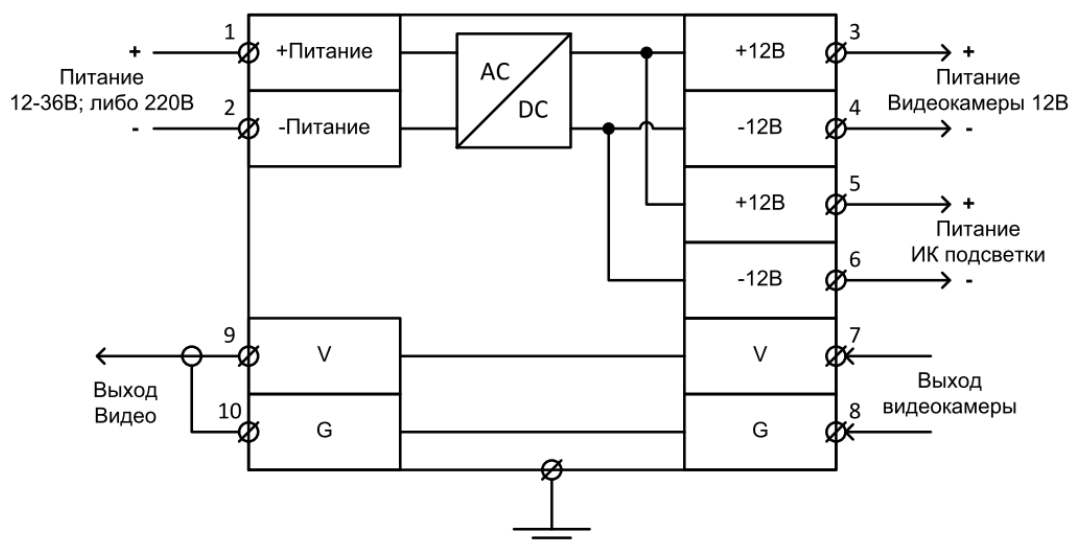 1
+Питание
+
Питание
12-36В; либо 220В
2
-Питание
-
AC
DC
+12В
3
+
Питание
Видеокамеры 12В
-12В
4
-
+12В
5
+
Питание
ИК подсветки
-12В
6
-
9
V
Выход
Видео
10
G
V
7
Выход
видеокамеры
G
8